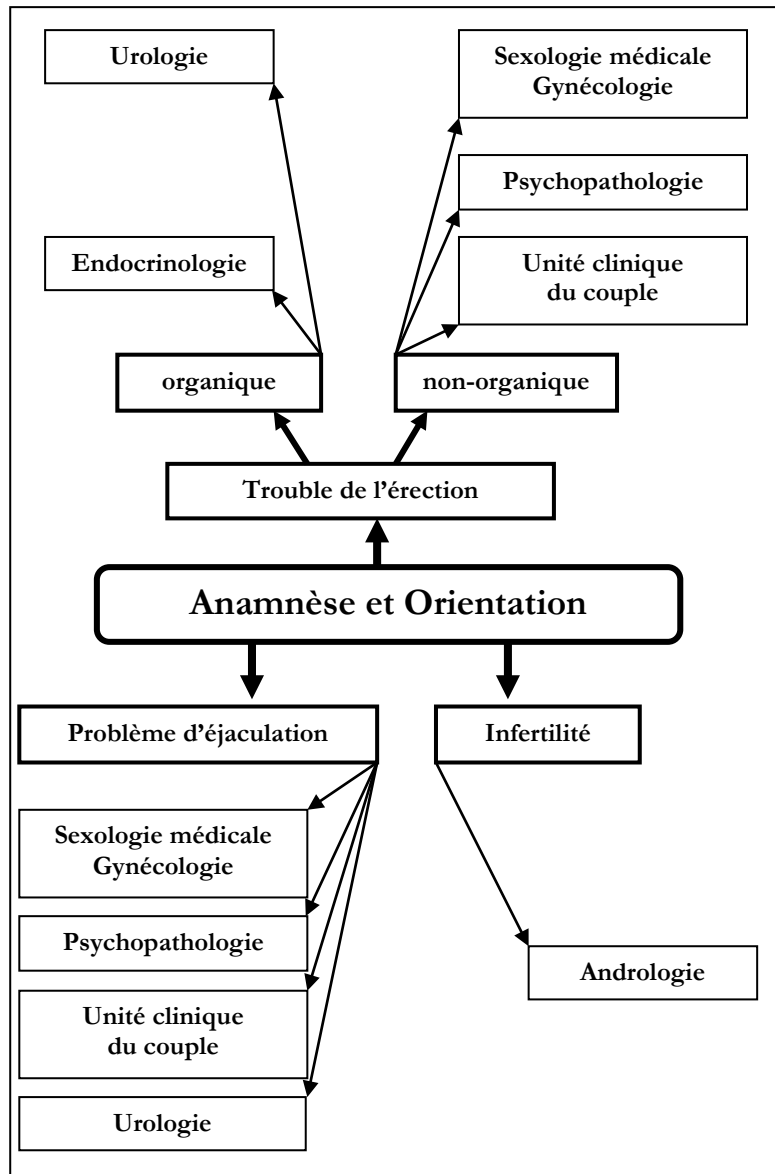 Urologie
Sexologie médicale
Gynécologie
Psychopathologie
Endocrinologie
Unité clinique
du couple
organique
non-organique
Trouble de l’érection
Anamnèse et Orientation
Problème d’éjaculation
Infertilité
Sexologie médicale
Gynécologie
Psychopathologie
Andrologie
Unité clinique
du couple
Urologie